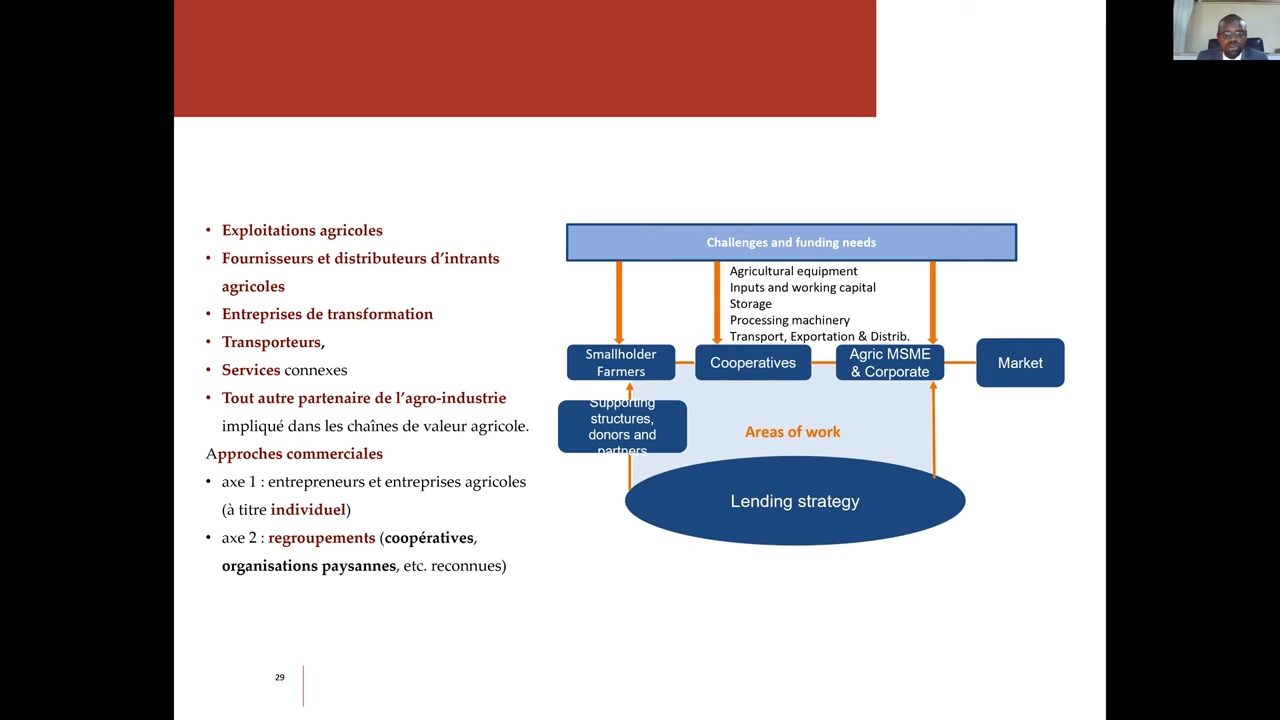 • Exploitations agricoles
• Fournisseurs et distributeurs d’intrants
agricoles
• Entreprises de transformation
• Transporteurs,
• Services connexes
• Tout autre partenaire de l’agro-industrie
impliqué dans les chaînes de valeur agricole.
Approches commerciales
• axe 1 : entrepreneurs et entreprises agricoles
(à titre individuel)
• axe 2 : regroupements (coopératives,
organisations paysannes, etc. reconnues)
Challenges and funding needs
Agricultural equipment
Inputs and working capital
Storage
Processing machinery
Transport, Exportation & Distrib.
Smallholder
Farmers
Cooperatives
Agric MSME
& Corporate
Market
Supporting
structures,
donors and
partners
Areas of work
Lending strategy
29